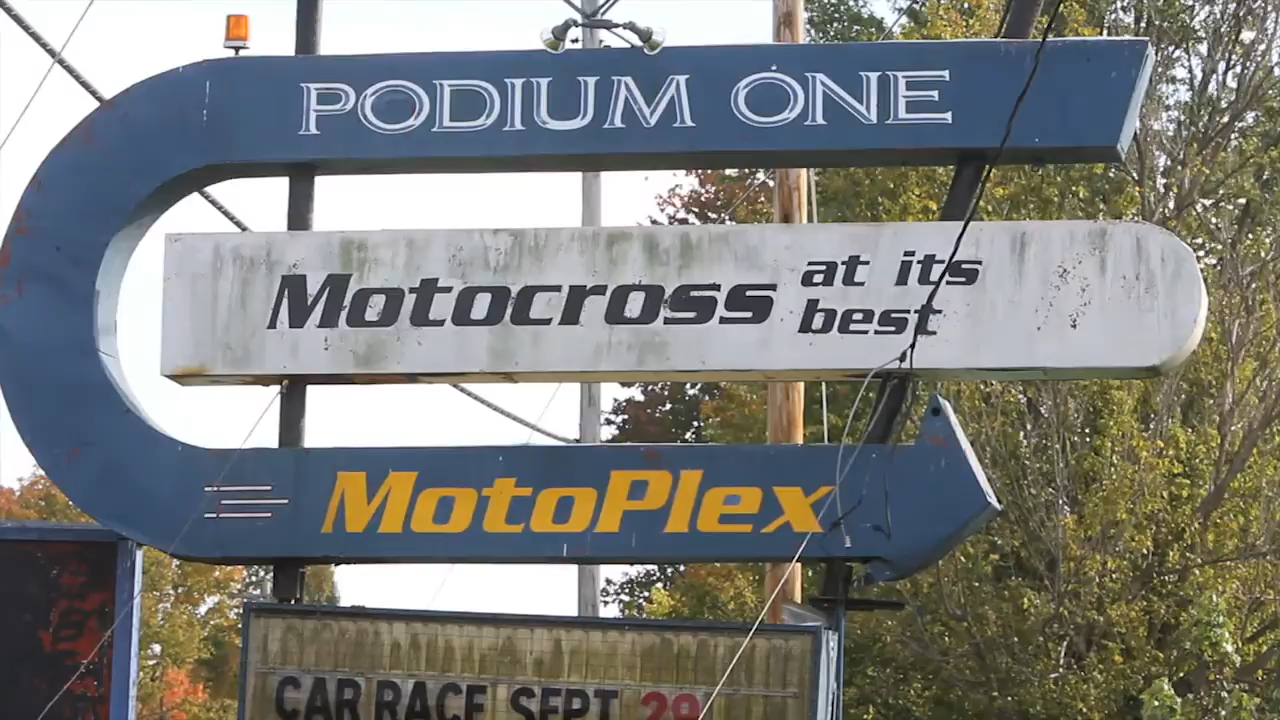 PODIUM ONE
Motocross at its
best
MotoPlex
CAR RACE SEPT 29